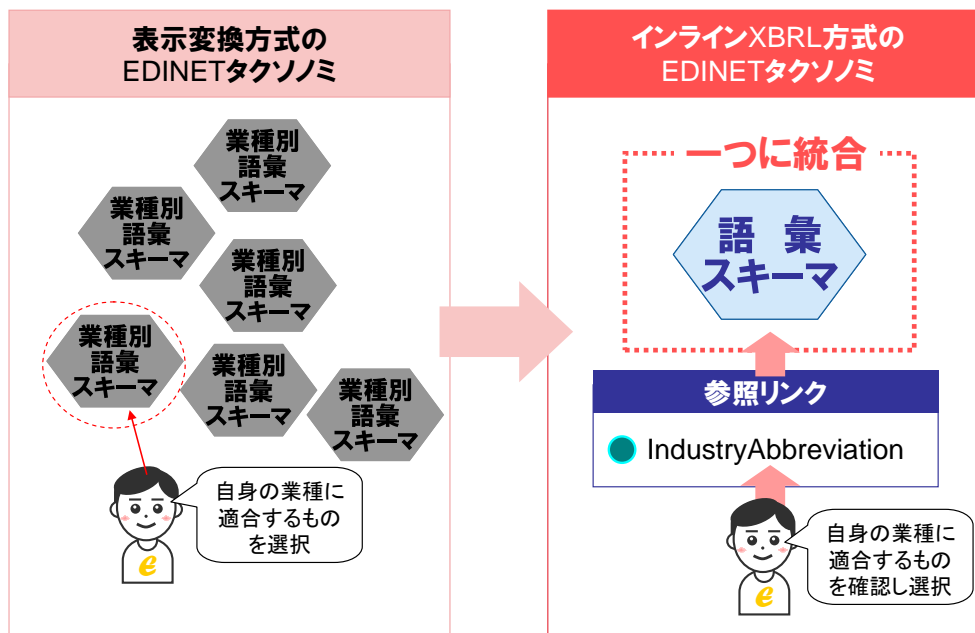 表示変換方式の
EDINETタクソノミ
業種別
語彙
スキーマ
業種別
語彙
スキーマ
業種別
語彙
スキーマ
業種別
語彙
スキーマ
業種別
語彙
スキーマ
業種別
語彙
スキーマ
自身の業種に
適合するもの
を選択
e
インラインXBRL方式の
EDINETタクソノミ
一つに統合
語 彙
スキーマ
参照リンク
IndustryAbbreviation
自身の業種に
適合するもの
を確認し選択
e